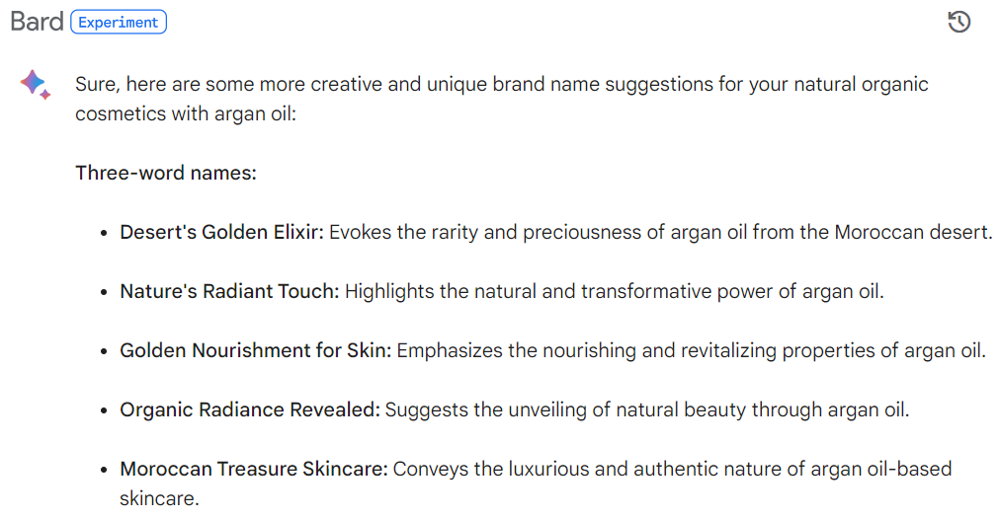 Bard Experiment
Sure, here are some more creative and unique brand name suggestions for your natural organic
cosmetics with argan oil:
Three-word names:
• Desert's Golden Elixir: Evokes the rarity and preciousness of argan oil from the Moroccan desert.
• Nature's Radiant Touch: Highlights the natural and transformative power of argan oil.
• Golden Nourishment for Skin: Emphasizes the nourishing and revitalizing properties of argan oil.
• Organic Radiance Revealed: Suggests the unveiling of natural beauty through argan oil.
• Moroccan Treasure Skincare: Conveys the luxurious and authentic nature of argan oil-based
skincare.